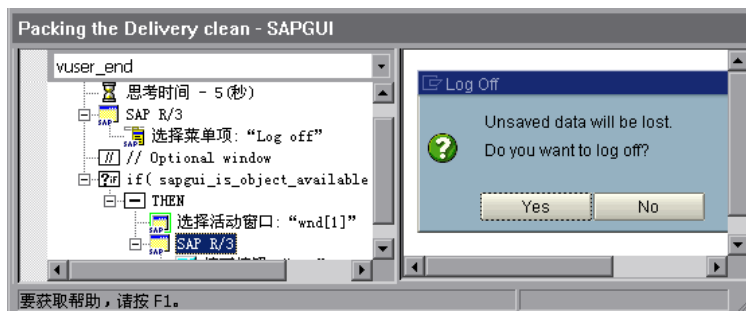 Packing the Delivery clean - SAPGUI
vuser_end
思考时间 - 5(秒)
SAP R/3
选择菜单项: “Log off”
// Optional window
if( sapgui_is_object_available
THEN
选择活动窗口: “wnd[1]”
SAP R/3
Log Off
Unsaved data will be lost.
Do you want to log off?
Yes No
要获取帮助，请按 F1。